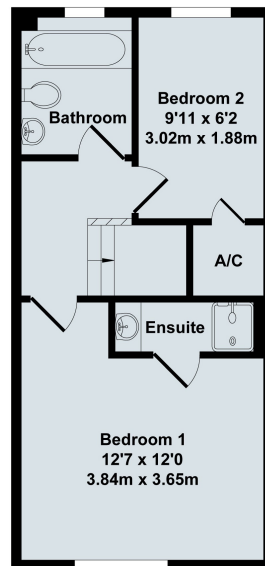 Bedroom 2
9'11 x 6'2
3.02m x 1.88m
Bathroom
A/C
Ensuite
Bedroom 1
12'7 x 12'0
3.84m x 3.65m